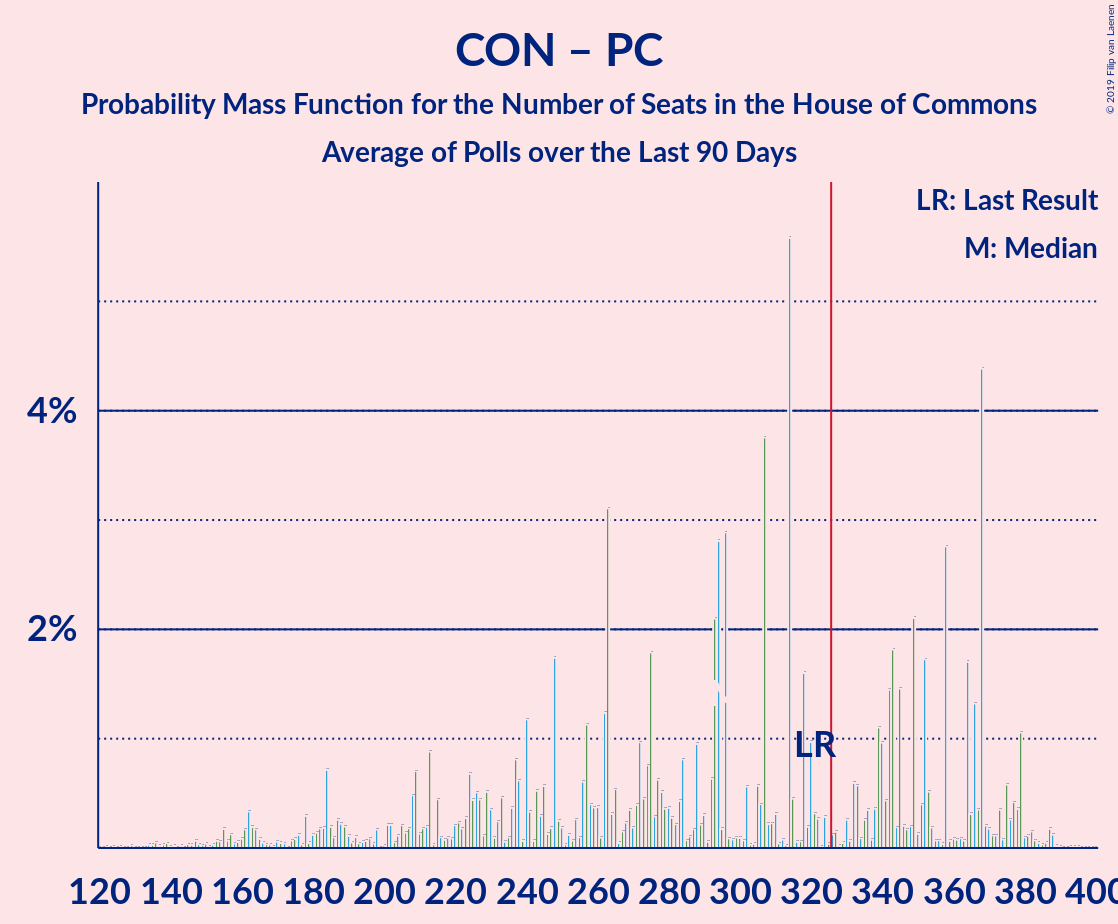 CON – PC
Probability Mass Function for the Number of Seats in the House of Commons
Average of Polls over the Last 90 Days
© 2019 Filip van Laenen
LR: Last Result
M: Median
4%
2%
LR
120 140 160 180 200 220 240 260 280 300 320 340 360 380 400